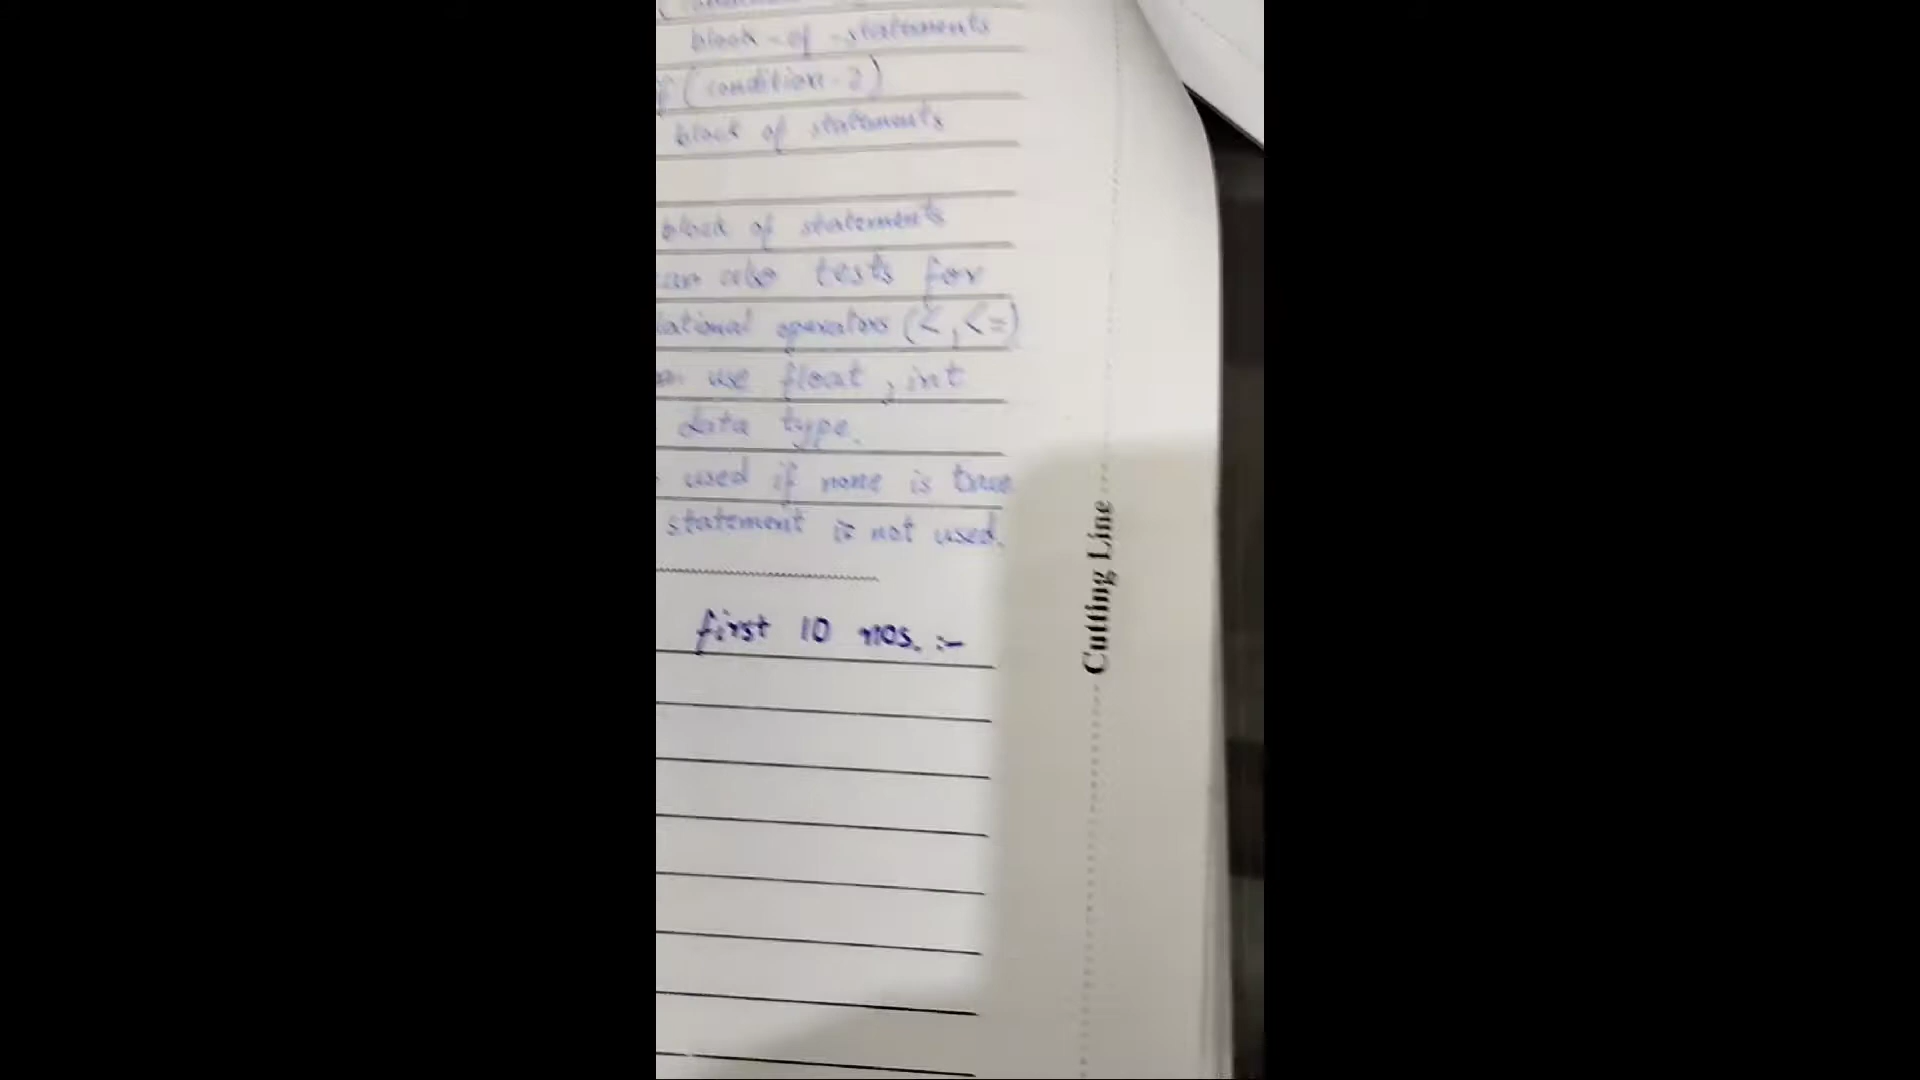 block-of-statements
(condition-2)
block of statements
block of statements
also tests for
operators (<, <=)
use float, int
data type.
used if none is true
statement is not used.
first 10 nos. :-
Cutting Line